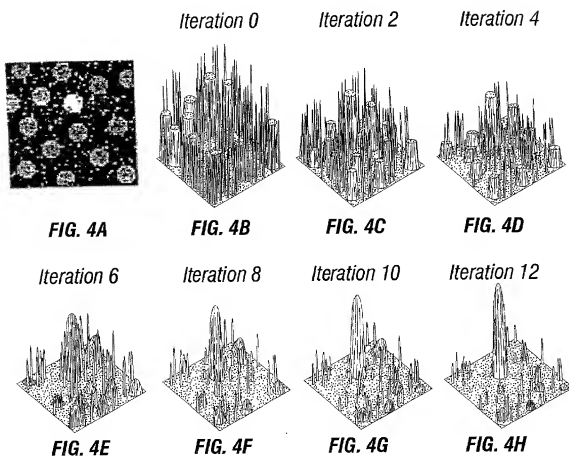 Iteration 0
Iteration 2
Iteration 4
FIG. 4A
FIG. 4B
FIG. 4C
FIG. 4D
Iteration 6
Iteration 8
Iteration 10
Iteration 12
FIG. 4E
FIG. 4F
FIG. 4G
FIG. 4H